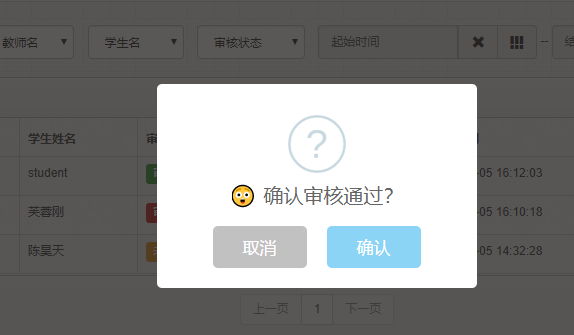 教师名 学生名 审核状态 起始时间 --
学生姓名
student -05 16:12:03
芙蓉刚 -05 16:10:18
陈昊天 -05 14:32:28
?
确认审核通过?
取消 确认
上一页 1 下一页